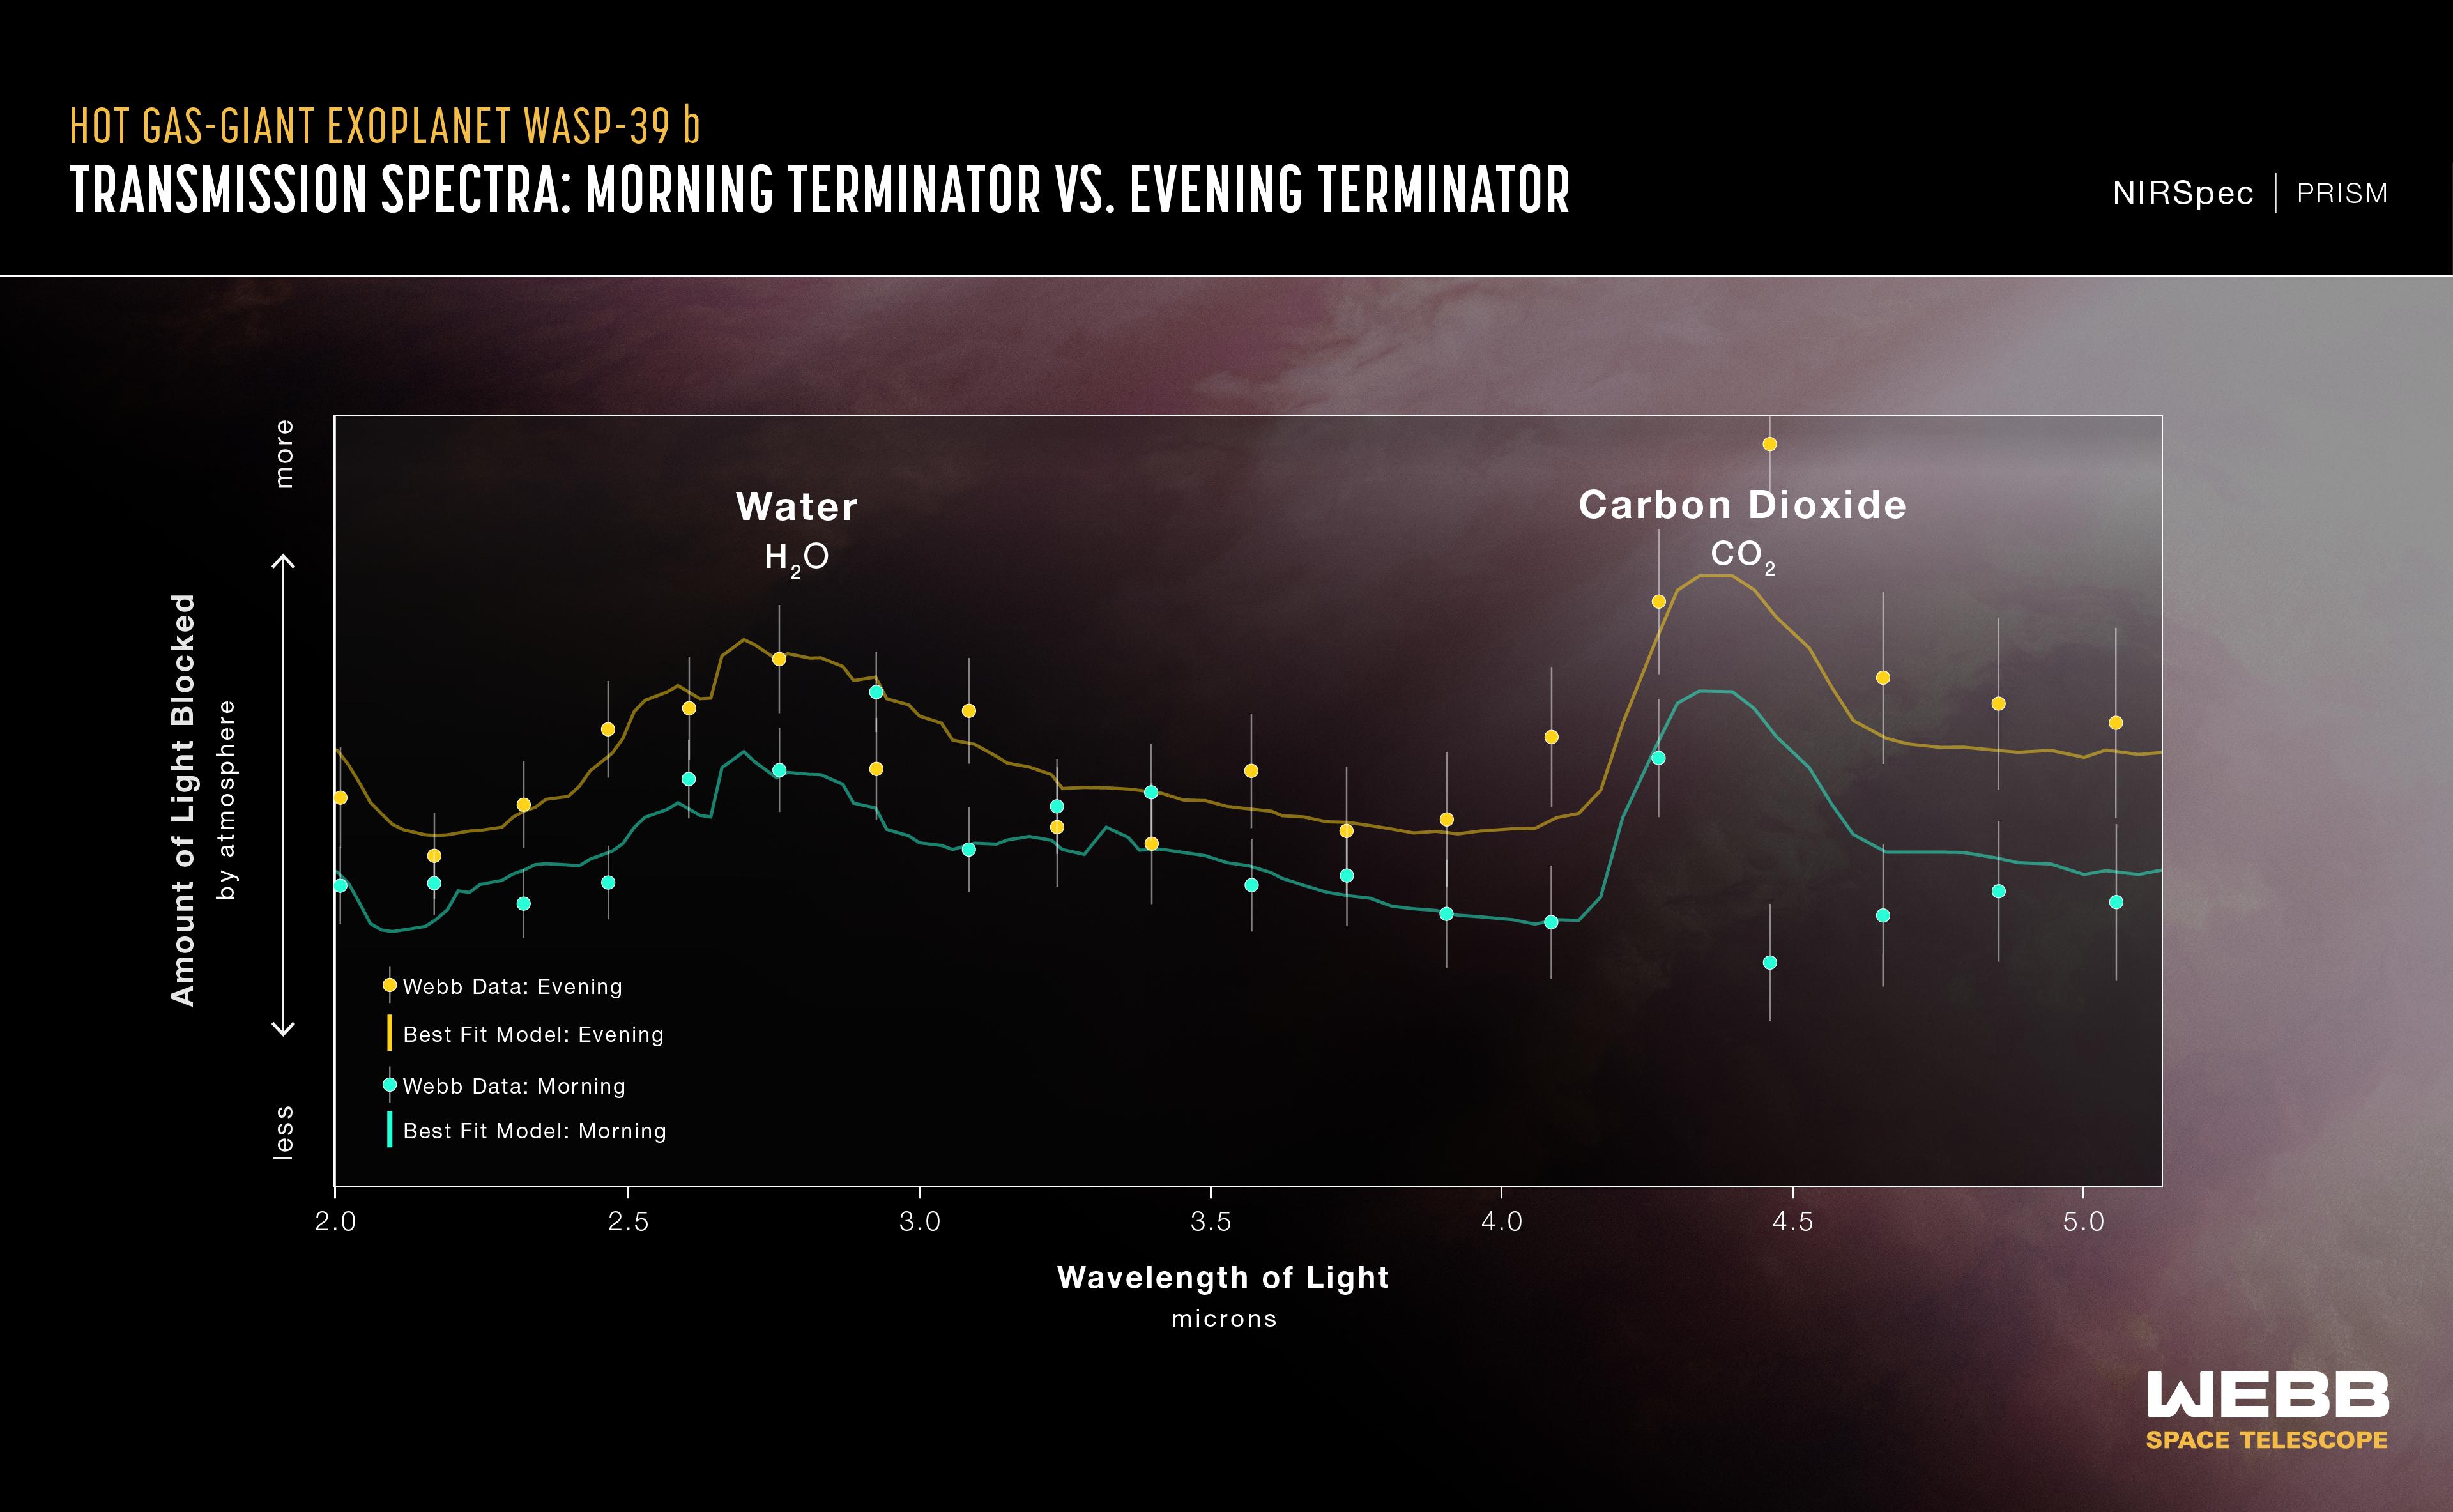 HOT GAS-GIANT EXOPLANET WASP-39 b
TRANSMISSION SPECTRA: MORNING TERMINATOR VS. EVENING TERMINATOR
NIRSpec | PRISM
more
Amount of Light Blocked
by atmosphere
less
Water
H₂O
Carbon Dioxide
CO₂
Webb Data: Evening
Best Fit Model: Evening
Webb Data: Morning
Best Fit Model: Morning
2.0 2.5 3.0 3.5 4.0 4.5 5.0
Wavelength of Light
microns
WEBB
SPACE TELESCOPE